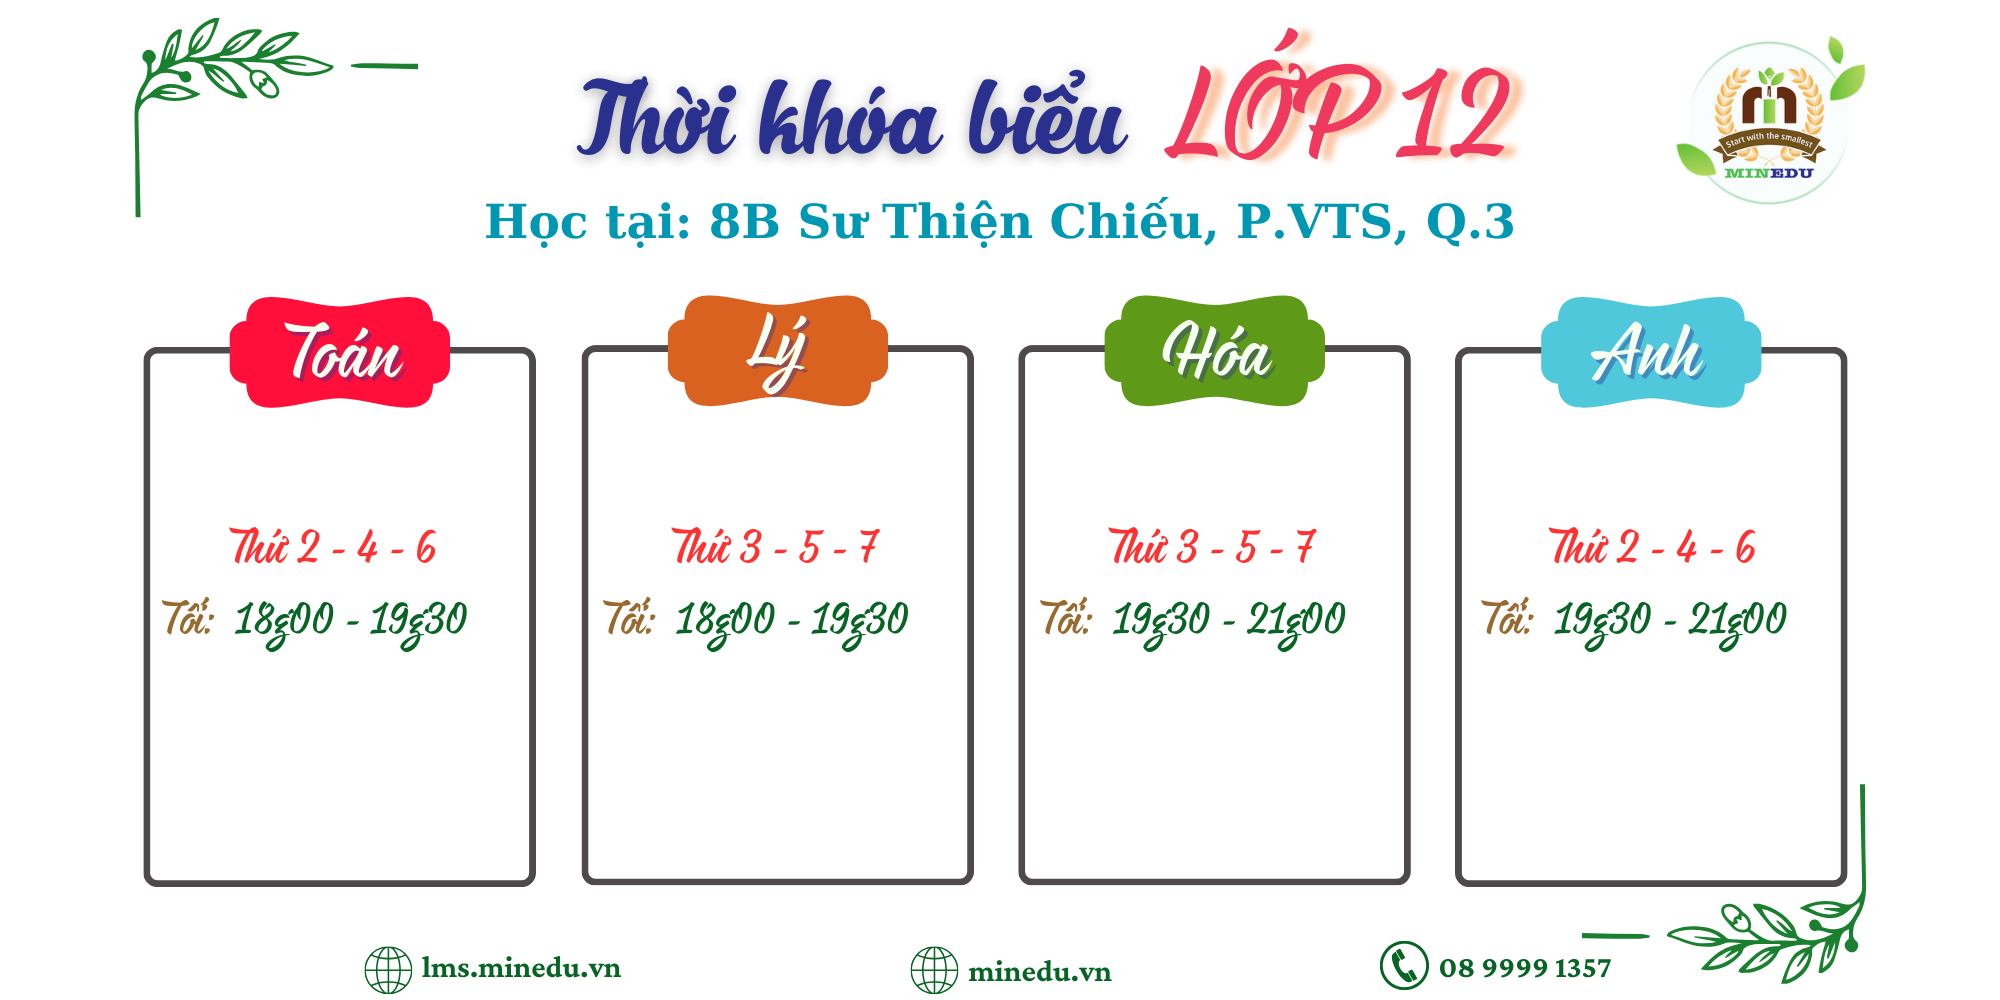 Thời khóa biểu LỚP 12
Start with the smallest
MINEDU
Học tại: 8B Sư Thiện Chiếu, P.VTS, Q.3
Toán
Thứ 2 - 4 - 6
Tối: 18g00 - 19g30
Lý
Thứ 3 - 5 - 7
Tối: 18g00 - 19g30
Hóa
Thứ 3 - 5 - 7
Tối: 19g30 - 21g00
Anh
Thứ 2 - 4 - 6
Tối: 19g30 - 21g00
lms.minedu.vn
minedu.vn
08 9999 1357